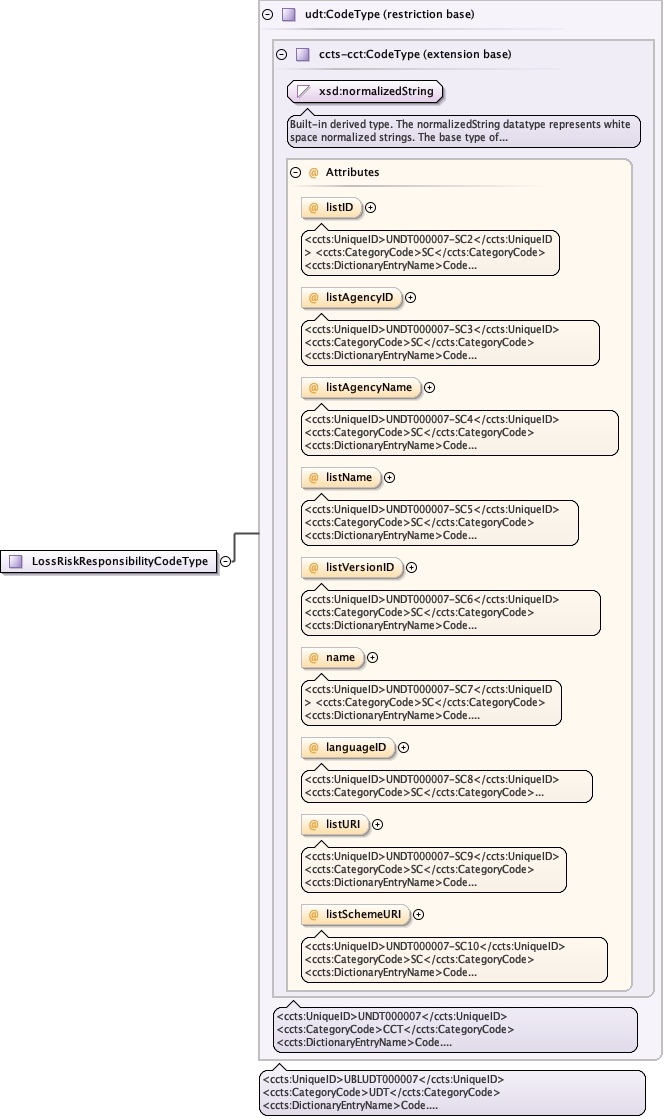 udt:CodeType (restriction base)
ccts-cct:CodeType (extension base)
xsd:normalizedString
Built-in derived type. The normalizedString datatype represents white
space normalized strings. The base type of...
@ Attributes
@ listID
<ccts:UniqueID>UNDT000007-SC2</ccts:UniqueID
> <ccts:CategoryCode>SC</ccts:CategoryCode>
<ccts:DictionaryEntryName>Code...
@ listAgencyID
<ccts:UniqueID>UNDT000007-SC3</ccts:UniqueID>
<ccts:CategoryCode>SC</ccts:CategoryCode>
<ccts:DictionaryEntryName>Code...
@ listAgencyName
<ccts:UniqueID>UNDT000007-SC4</ccts:UniqueID>
<ccts:CategoryCode>SC</ccts:CategoryCode>
<ccts:DictionaryEntryName>Code...
@ listName
<ccts:UniqueID>UNDT000007-SC5</ccts:UniqueID>
<ccts:CategoryCode>SC</ccts:CategoryCode>
<ccts:DictionaryEntryName>Code...
LossRiskResponsibilityCodeType
@ listVersionID
<ccts:UniqueID>UNDT000007-SC6</ccts:UniqueID>
<ccts:CategoryCode>SC</ccts:CategoryCode>
<ccts:DictionaryEntryName>Code...
@ name
<ccts:UniqueID>UNDT000007-SC7</ccts:UniqueID
> <ccts:CategoryCode>SC</ccts:CategoryCode>
<ccts:DictionaryEntryName>Code....
@ languageID
<ccts:UniqueID>UNDT000007-SC8</ccts:UniqueID>
<ccts:CategoryCode>SC</ccts:CategoryCode>...
@ listURI
<ccts:UniqueID>UNDT000007-SC9</ccts:UniqueID>
<ccts:CategoryCode>SC</ccts:CategoryCode>
<ccts:DictionaryEntryName>Code...
@ listSchemeURI
<ccts:UniqueID>UNDT000007-SC10</ccts:UniqueID>
<ccts:CategoryCode>SC</ccts:CategoryCode>
<ccts:DictionaryEntryName>Code...
<ccts:UniqueID>UNDT000007</ccts:UniqueID>
<ccts:CategoryCode>CCT</ccts:CategoryCode>
<ccts:DictionaryEntryName>Code....
<ccts:UniqueID>UBLUDT000007</ccts:UniqueID>
<ccts:CategoryCode>UDT</ccts:CategoryCode>
<ccts:DictionaryEntryName>Code....